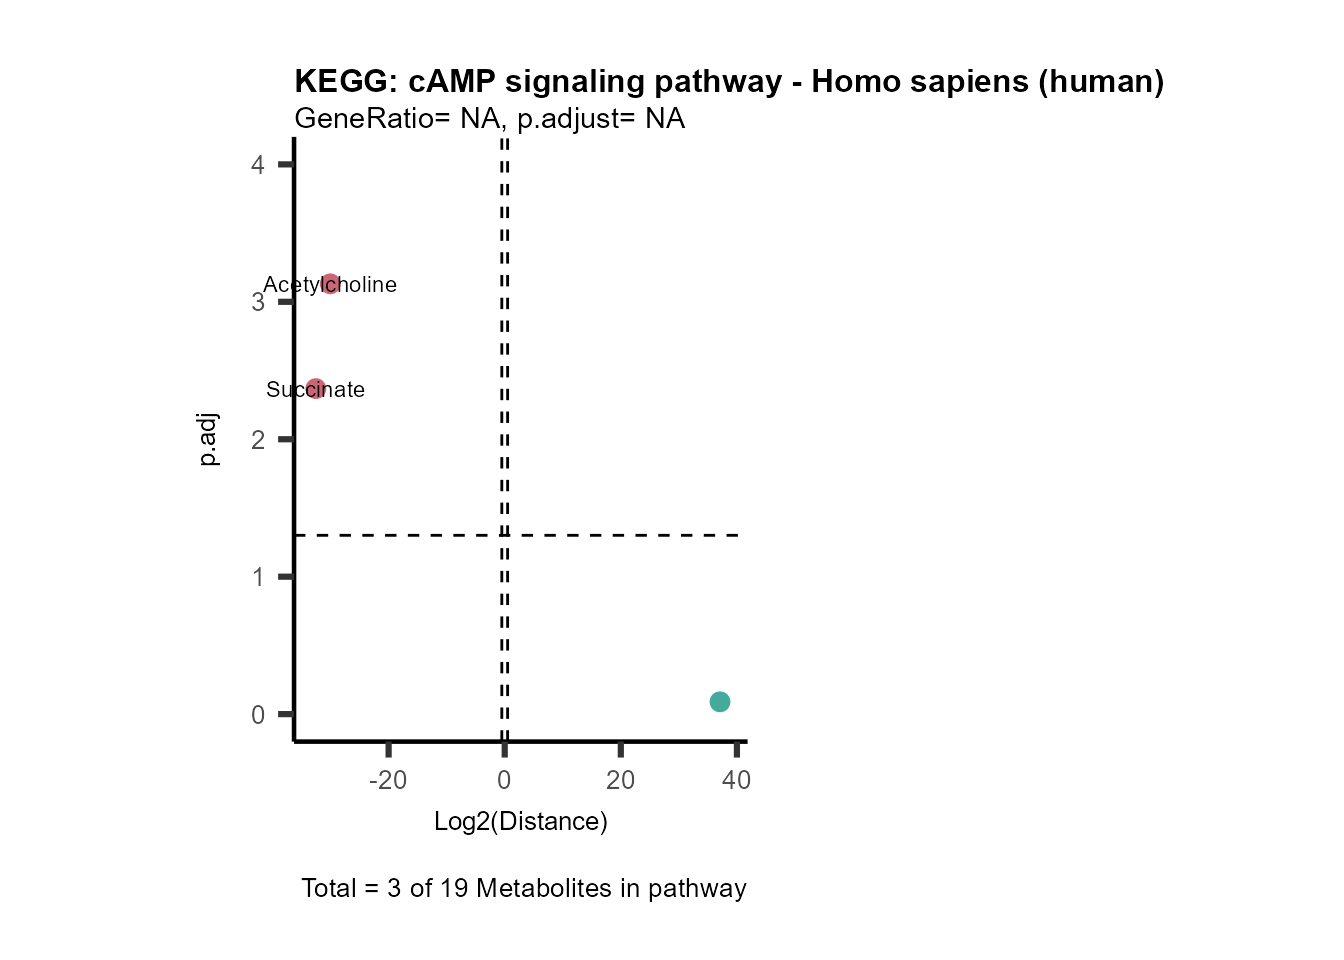 KEGG: cAMP signaling pathway - Homo sapiens (human)
GeneRatio= NA, p.adjust= NA
4
Acetylcholine
3
Succinate
p.adj
2
1
0
-20 0 20 40
Log2(Distance)
Total = 3 of 19 Metabolites in pathway